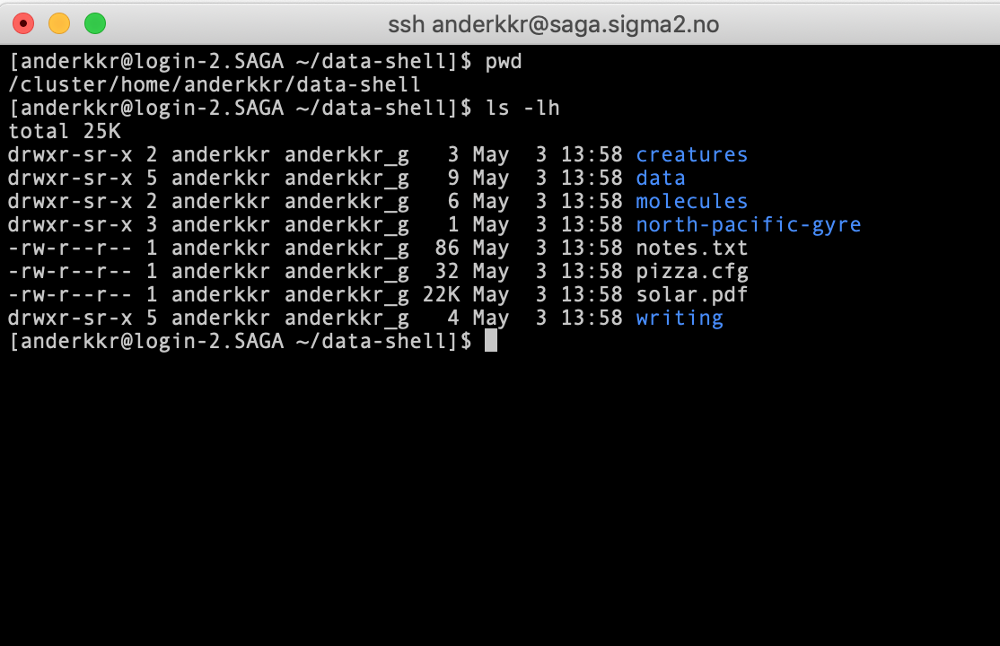 ssh anderkkr@saga.sigma2.no
[anderkkr@login-2.SAGA ~/data-shell]$ pwd
/cluster/home/anderkkr/data-shell
[anderkkr@login-2.SAGA ~/data-shell]$ ls -lh
total 25K
drwxr-sr-x 2 anderkkr anderkkr_g   3 May  3 13:58 creatures
drwxr-sr-x 5 anderkkr anderkkr_g   9 May  3 13:58 data
drwxr-sr-x 2 anderkkr anderkkr_g   6 May  3 13:58 molecules
drwxr-sr-x 3 anderkkr anderkkr_g   1 May  3 13:58 north-pacific-gyre
-rw-r--r-- 1 anderkkr anderkkr_g  86 May  3 13:58 notes.txt
-rw-r--r-- 1 anderkkr anderkkr_g  32 May  3 13:58 pizza.cfg
-rw-r--r-- 1 anderkkr anderkkr_g 22K May  3 13:58 solar.pdf
drwxr-sr-x 5 anderkkr anderkkr_g   4 May  3 13:58 writing
[anderkkr@login-2.SAGA ~/data-shell]$